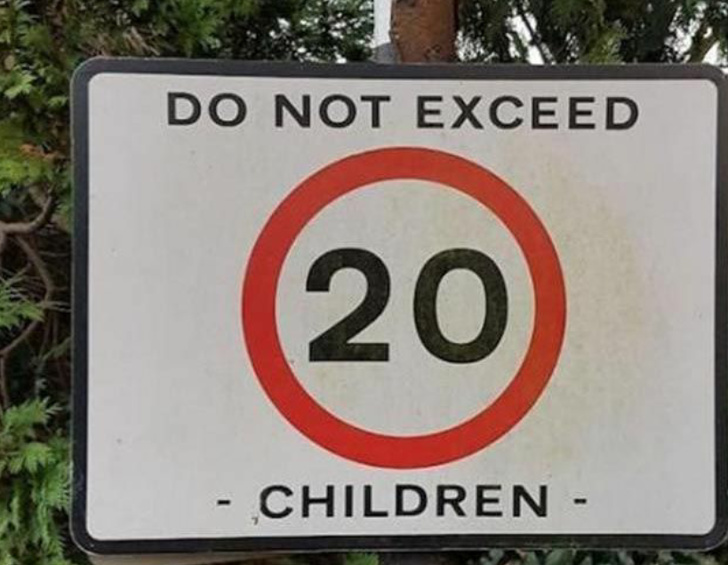 DO NOT EXCEED
20
- CHILDREN -